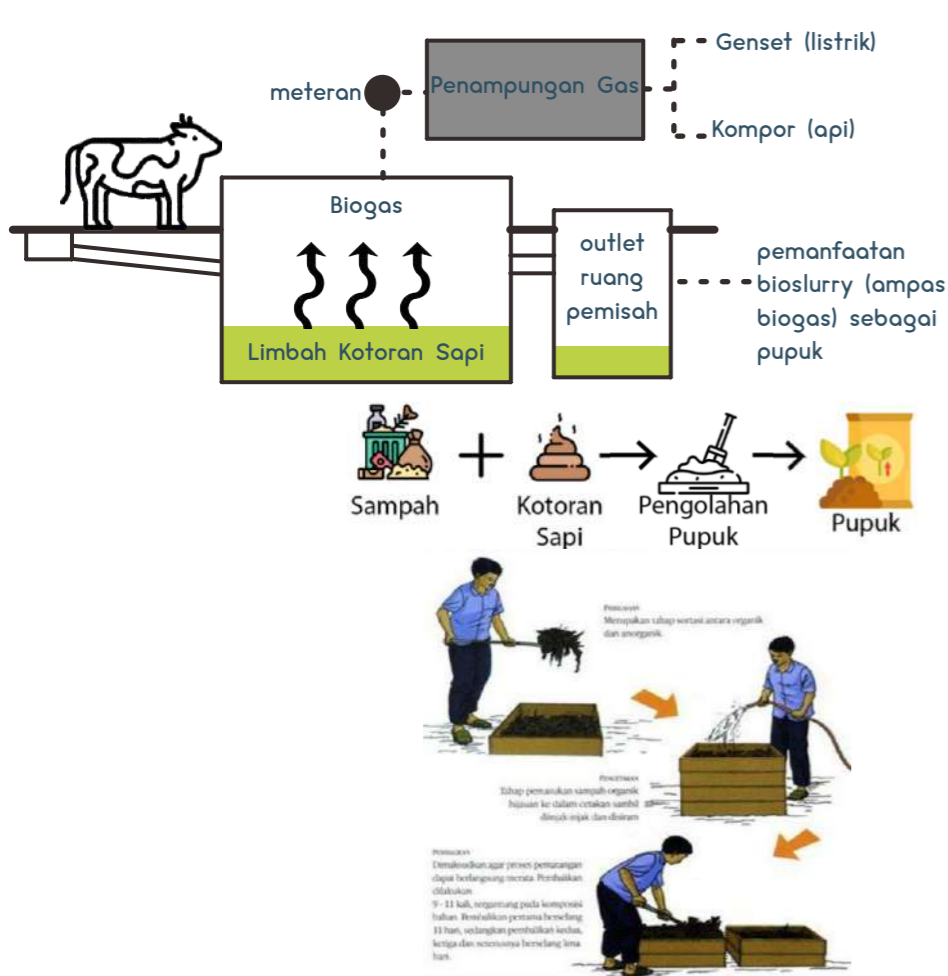 Genset (listrik)
meteran
Penampungan Gas
Kompor (api)
Biogas
outlet
ruang
pemisah
pemanfaatan
bioslurry (ampas
biogas) sebagai
pupuk
Limbah Kotoran Sapi
Sampah
Kotoran
Sapi
Pengolahan
Pupuk
Pupuk
Merupakan tahap sortasi antara organik
dan anorganik.
Tahap pemasukan sampah organik
hijauan ke dalam cetakan sambil
diinjak injak dan disiram
Dimaksudkan agar proses pematangan
dapat berlangsung merata. Pembalikan
dilakukan
9 - 11 kali, tergantung pada komposisi
bahan. Pembalikan pertama berselang
11 hari, sedangkan pembalikan kedua,
ketiga dan seterusnya berselang lima
hari.